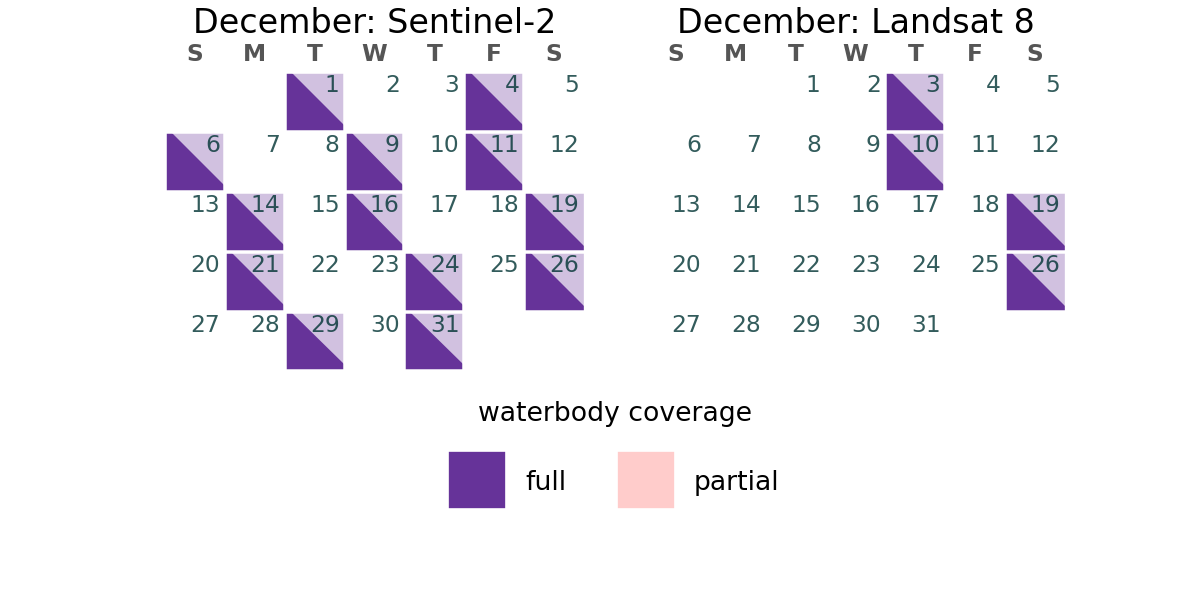 December: Sentinel-2
S M T W T F S
1 2 3 4 5
6 7 8 9 10 11 12
13 14 15 16 17 18 19
20 21 22 23 24 25 26
27 28 29 30 31
December: Landsat 8
S M T W T F S
1 2 3 4 5
6 7 8 9 10 11 12
13 14 15 16 17 18 19
20 21 22 23 24 25 26
27 28 29 30 31
waterbody coverage
full partial